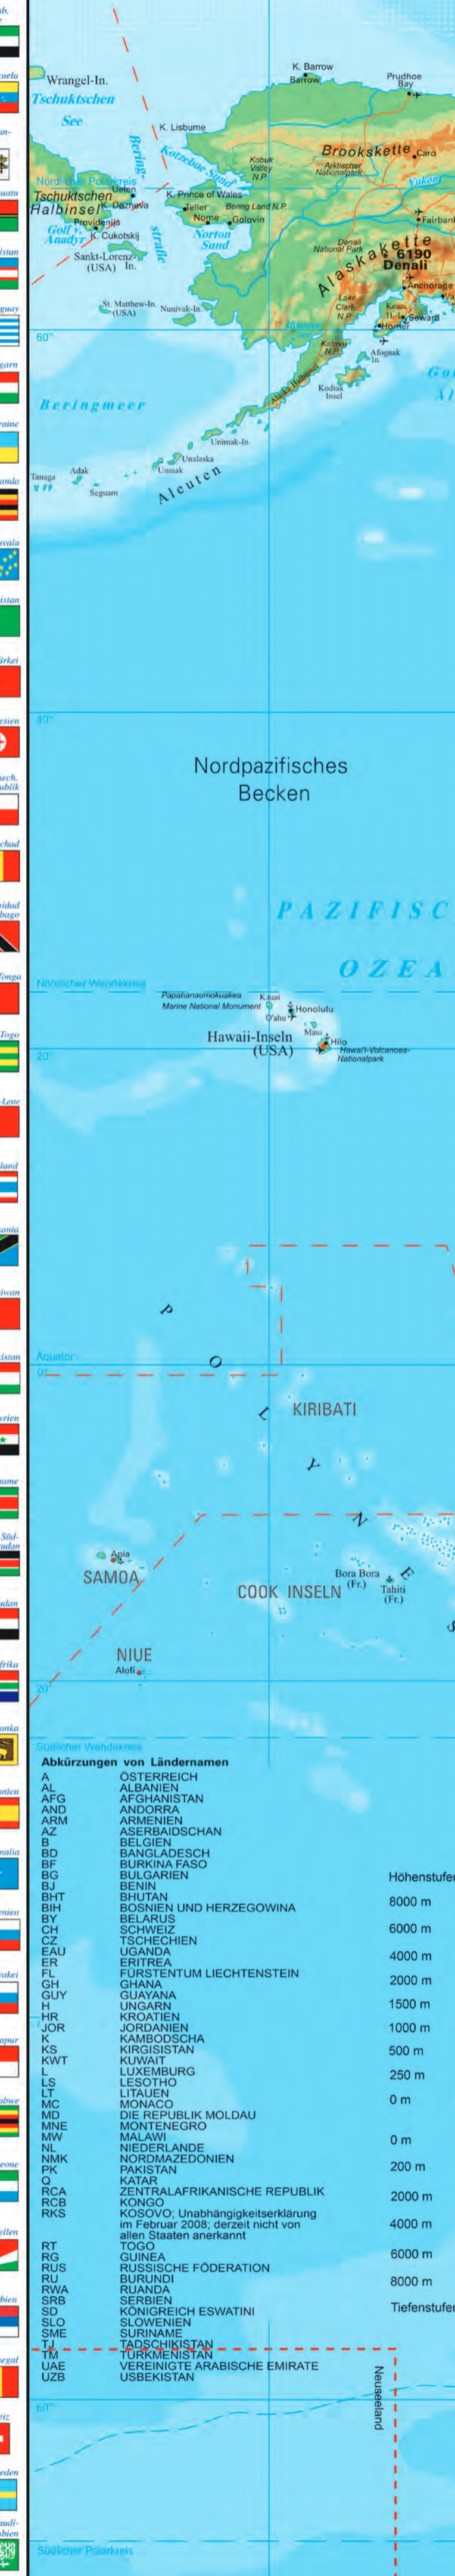 Wrangel-In.
Tschuktschen
See
K. Barrow
Barrow
Prudhoe
Bay
K. Lisburne
Bering-
straße
Kotzebue Sund
Kobuk
Valley
N.P.
Brookskette
Arktischer
Nationalpark
Nördlicher Polarkreis
Yukon
Uelen
Tschuktschen
Halbinsel
K. Dezneva
K. Prince of Wales
Teller
Bering Land N.P.
Nome
Golovin
Providenija
Golf v.
Anadyr
K. Cukotskij
Norton
Sund
Sankt-Lorenz-
(USA) In.
Denali
National Park
Alaskakette
6190
Denali
Anchorage
Lake
Clark
N.P.
Kenai
Seward
Homer
St. Matthew-In.
(USA)
Nunivak-In.
60°
Katmai
N.P.
Afognak
In.
Kodiak
Insel
Alaska-Halbinsel
Beringmeer
Unimak-In.
Unalaska
Umnak
Aleuten
Tanaga
Adak
Seguam
40°
Nordpazifisches
Becken
PAZIFISC
OZEA
Nördlicher Wendekreis
Papahanaumokuakea
Marine National Monument
Kauai
O'ahu
Honolulu
Maui
Hawaii-Inseln
(USA)
Hilo
Hawai'i-Volcanoes-
Nationalpark
20°
POLYNES
Äquator
0°
KIRIBATI
Apia
SAMOA
COOK INSELN
Bora Bora
(Fr.)
Tahiti
(Fr.)
NIUE
Alofi
20°
Südlicher Wendekreis
Abkürzungen von Ländernamen
A ÖSTERREICH
AL ALBANIEN
AFG AFGHANISTAN
AND ANDORRA
ARM ARMENIEN
AZ ASERBAIDSCHAN
B BELGIEN
BD BANGLADESCH
BF BURKINA FASO
BG BULGARIEN
BJ BENIN
BHT BHUTAN
BIH BOSNIEN UND HERZEGOWINA
BY BELARUS
CH SCHWEIZ
CZ TSCHECHIEN
EAU UGANDA
ER ERITREA
FL FÜRSTENTUM LIECHTENSTEIN
GH GHANA
GUY GUAYANA
H UNGARN
HR KROATIEN
JOR JORDANIEN
K KAMBODSCHA
KS KIRGISISTAN
KWT KUWAIT
L LUXEMBURG
LS LESOTHO
LT LITAUEN
MC MONACO
MD DIE REPUBLIK MOLDAU
MNE MONTENEGRO
MW MALAWI
NL NIEDERLANDE
NMK NORDMAZEDONIEN
PK PAKISTAN
Q KATAR
RCA ZENTRALAFRIKANISCHE REPUBLIK
RCB KONGO
RKS KOSOVO; Unabhängigkeitserklärung
im Februar 2008; derzeit nicht von
allen Staaten anerkannt
RT TOGO
RG GUINEA
RUS RUSSISCHE FÖDERATION
RU BURUNDI
RWA RUANDA
SRB SERBIEN
SD KÖNIGREICH ESWATINI
SLO SLOWENIEN
SME SURINAME
TJ TADSCHIKISTAN
TM TÜRKMENISTAN
UAE VEREINIGTE ARABISCHE EMIRATE
UZB USBEKISTAN
Höhenstufen
8000 m
6000 m
4000 m
2000 m
1500 m
1000 m
500 m
250 m
0 m
0 m
200 m
2000 m
4000 m
6000 m
8000 m
Tiefenstufen
Neuseeland
60°
Südlicher Polarkreis